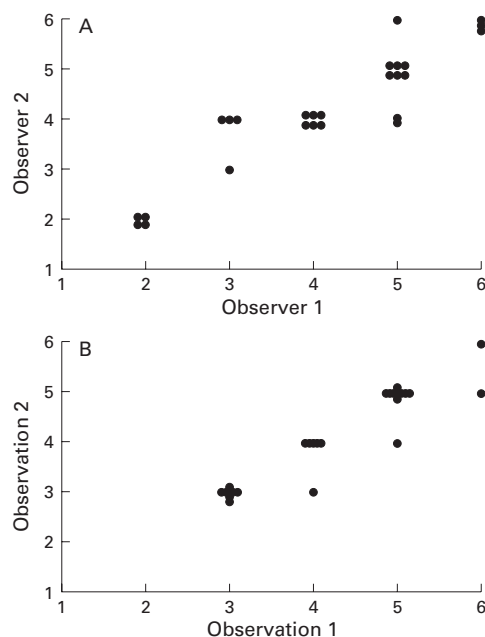 A
6
5
4
3
2
1
Observer 2
1 2 3 4 5 6
Observer 1
B
6
5
4
3
2
1
Observation 2
1 2 3 4 5 6
Observation 1